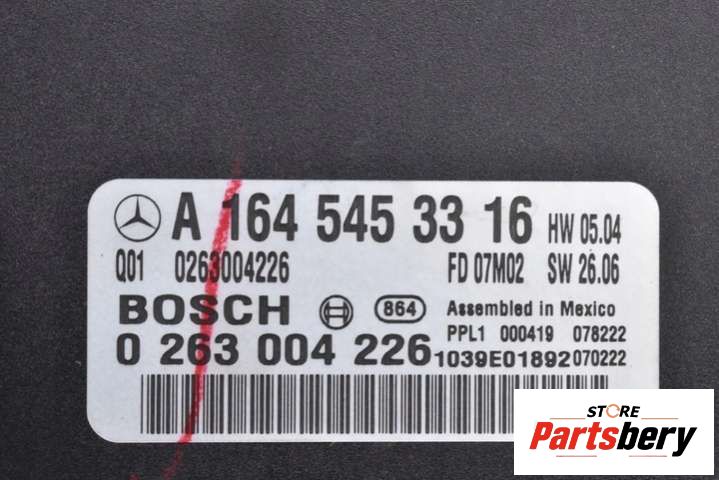 A 164 545 33 16 HW 05.04
Q01 0263004226 FD 07M02 SW 26.06
BOSCH 864 Assembled in Mexico
PPL1 000419 078222
0 263 004 226 1039E01892 070222
STORE
Partsbery